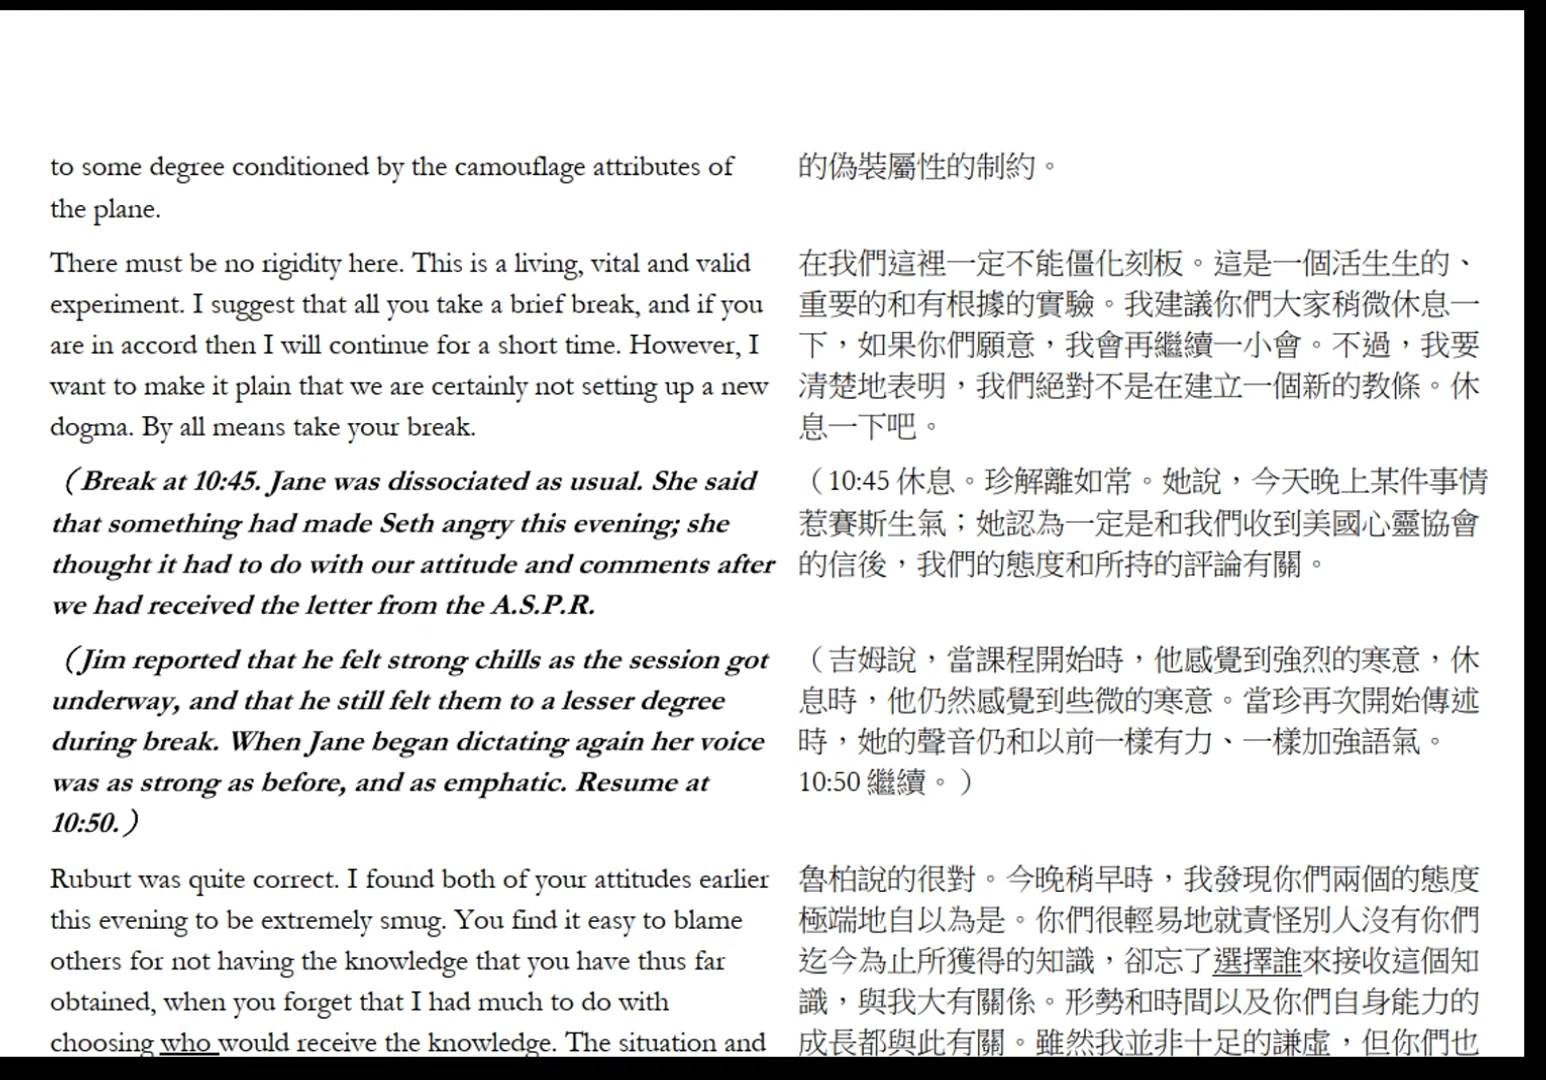 to some degree conditioned by the camouflage attributes of
the plane.
的偽裝屬性的制約。
There must be no rigidity here. This is a living, vital and valid
experiment. I suggest that all you take a brief break, and if you
are in accord then I will continue for a short time. However, I
want to make it plain that we are certainly not setting up a new
dogma. By all means take your break.
在我們這裡一定不能僵化刻板。這是一個活生生的、
重要的和有根據的實驗。我建議你們大家稍微休息一
下，如果你們願意，我會再繼續一小會。不過，我要
清楚地表明，我們絕對不是在建立一個新的教條。休
息一下吧。
（Break at 10:45. Jane was dissociated as usual. She said
that something had made Seth angry this evening; she
thought it had to do with our attitude and comments after
we had received the letter from the A.S.P.R.
（10:45 休息。珍解離如常。她說，今天晚上某件事情
惹賽斯生氣；她認為一定是和我們收到美國心靈協會
的信後，我們的態度和所持的評論有關。
（Jim reported that he felt strong chills as the session got
underway, and that he still felt them to a lesser degree
during break. When Jane began dictating again her voice
was as strong as before, and as emphatic. Resume at
10:50.）
（吉姆說，當課程開始時，他感覺到強烈的寒意，休
息時，他仍然感覺到些微的寒意。當珍再次開始傳述
時，她的聲音仍和以前一樣有力、一樣加強語氣。
10:50 繼續。）
Ruburt was quite correct. I found both of your attitudes earlier
this evening to be extremely smug. You find it easy to blame
others for not having the knowledge that you have thus far
obtained, when you forget that I had much to do with
choosing who would receive the knowledge. The situation and
魯柏說的很對。今晚稍早時，我發現你們兩個的態度
極端地自以為是。你們很輕易地就責怪別人沒有你們
迄今為止所獲得的知識，卻忘了選擇誰來接收這個知
識，與我大有關係。形勢和時間以及你們自身能力的
成長都與此有關。雖然我並非十足的謙虛，但你們也